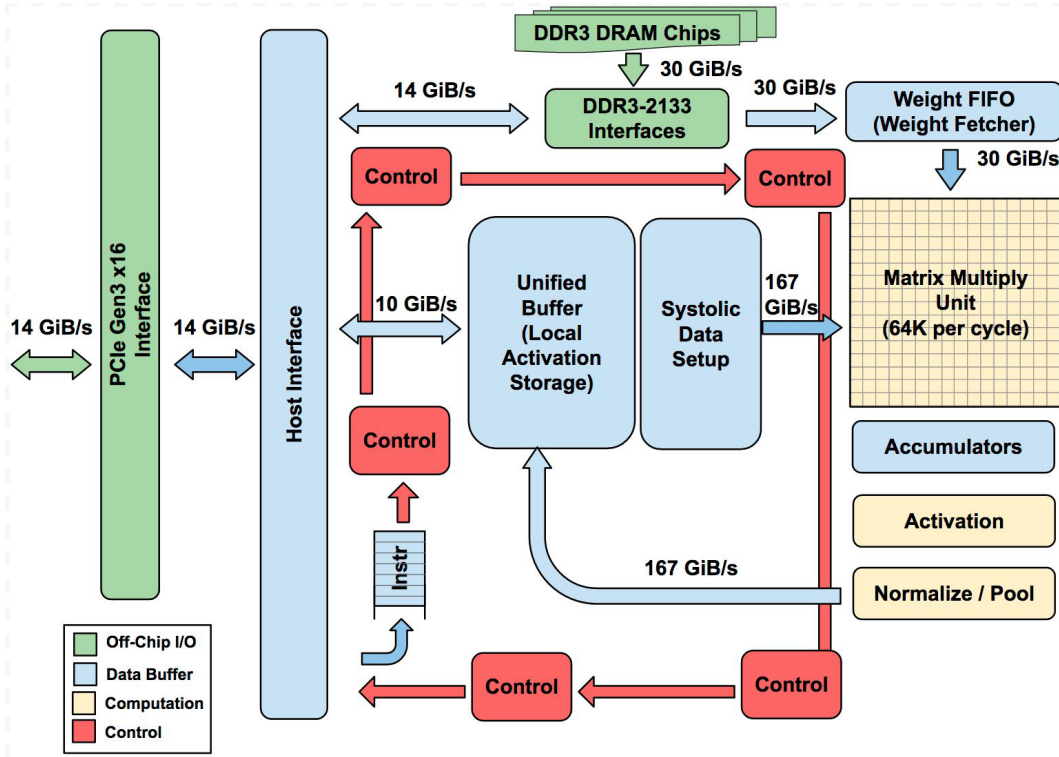 DDR3 DRAM Chips
30 GiB/s
14 GiB/s
30 GiB/s
DDR3-2133
Interfaces
Weight FIFO
(Weight Fetcher)
30 GiB/s
Control
Control
PCIe Gen3 x16
Interface
Host Interface
14 GiB/s
14 GiB/s
10 GiB/s
Unified
Buffer
(Local
Activation
Storage)
Systolic
Data
Setup
167
GiB/s
Matrix Multiply
Unit
(64K per cycle)
Control
Accumulators
Activation
Instr
167 GiB/s
Normalize / Pool
Control
Control
Off-Chip I/O
Data Buffer
Computation
Control